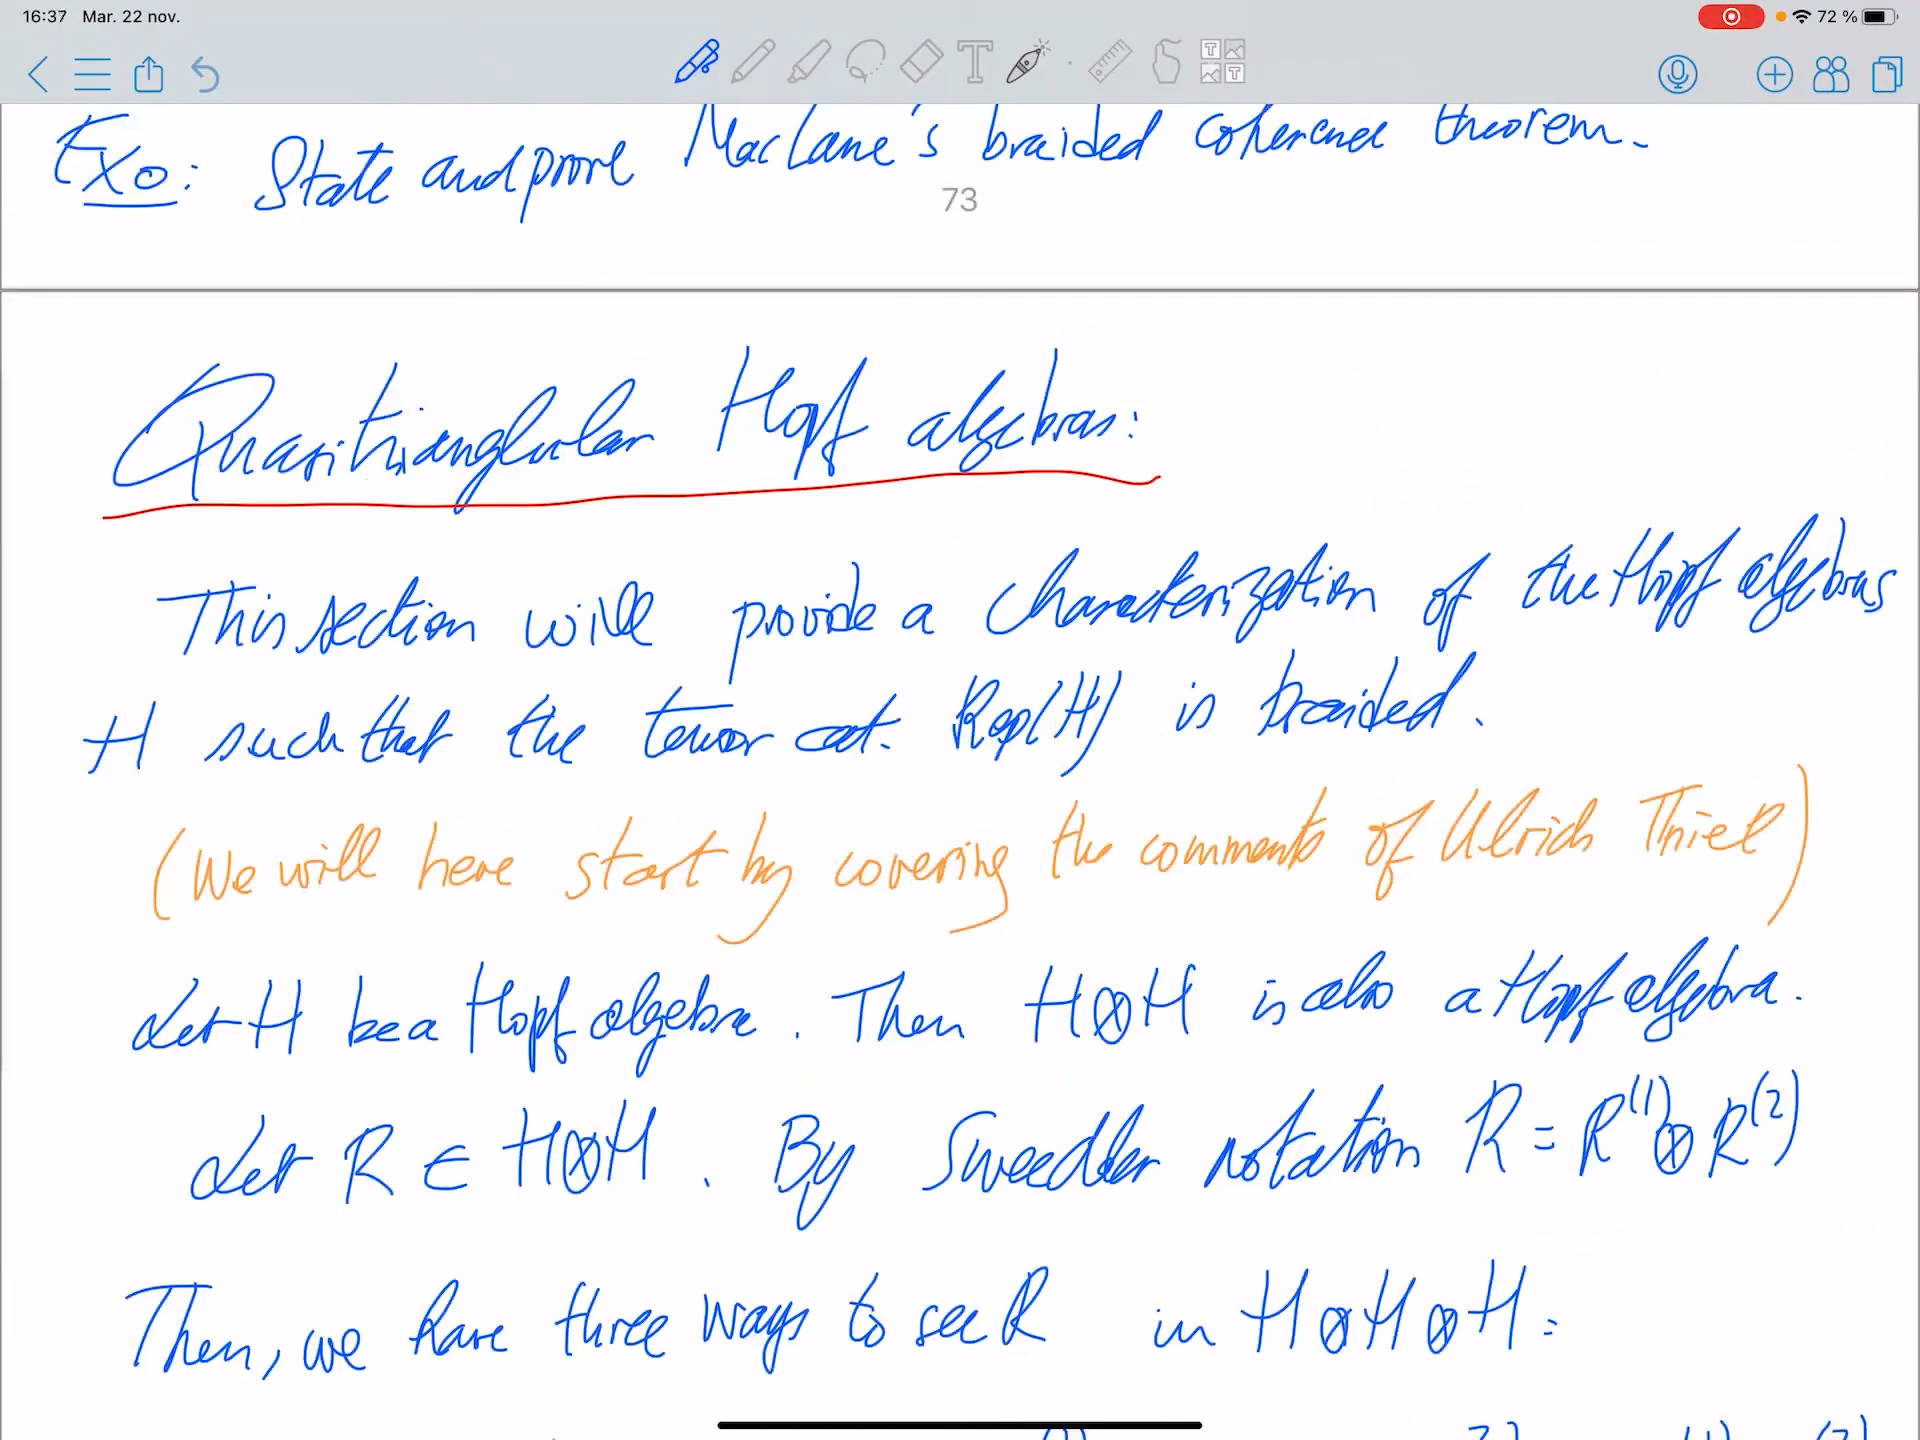 16:37 Mar. 22 nov.
72 %
Exo: State and prove MacLane's braided coherence theorem.
73
Quasitrianglular Hopf algebras:
This section will provide a characterization of the Hopf algebras
H such that the tensor cat. Rep(H) is braided.
(We will here start by covering the comments of Ulrich Thiel)
Let H be a Hopf algebra. Then H⊗H is also a Hopf algebra.
Let R ∈ H⊗H. By Sweedler notation R = R^(1) ⊗ R^(2)
Then, we have three ways to see R in H⊗H⊗H: